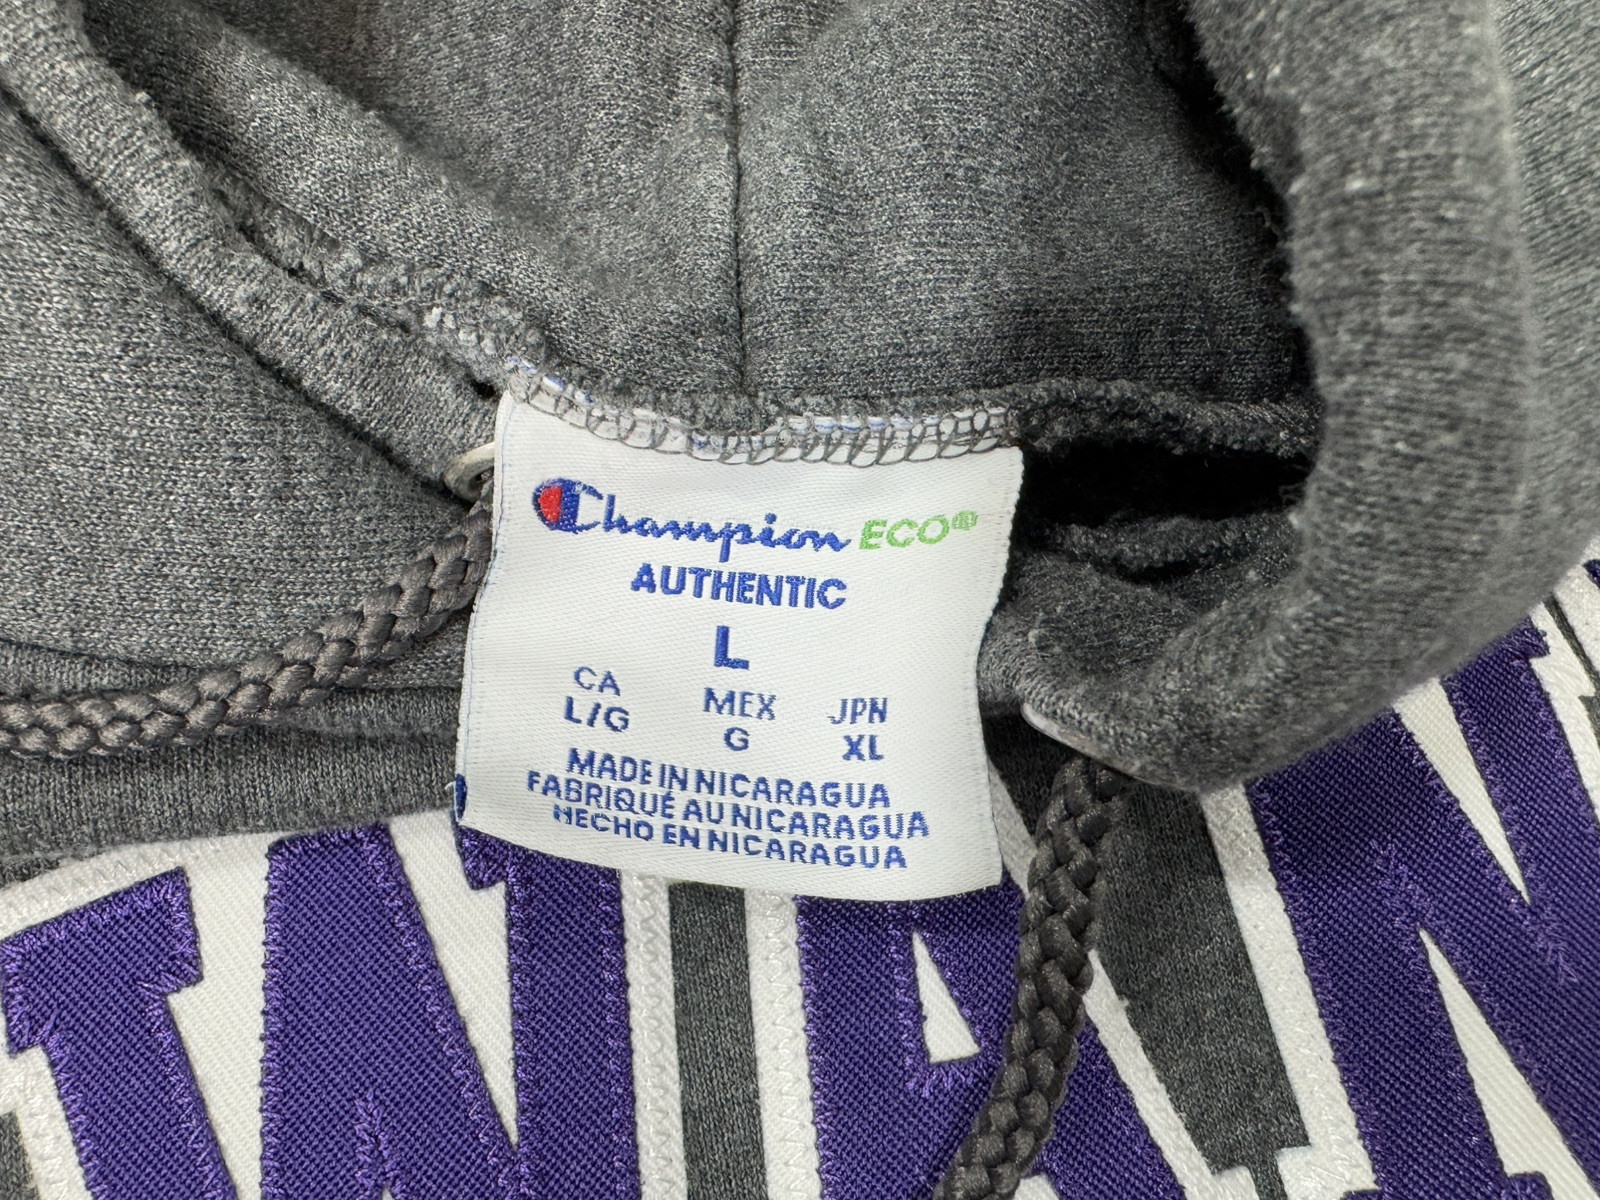 Champion ECO®
AUTHENTIC
L
CA MEX JPN
L/G G XL
MADE IN NICARAGUA
FABRIQUÉ AU NICARAGUA
HECHO EN NICARAGUA